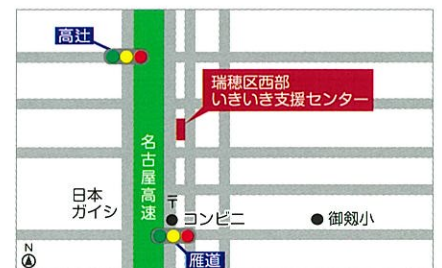 高辻
瑞穂区西部
いきいき支援センター
名古屋高速
日本
ガイシ
〒
コンビニ
御剱小
雁道
N